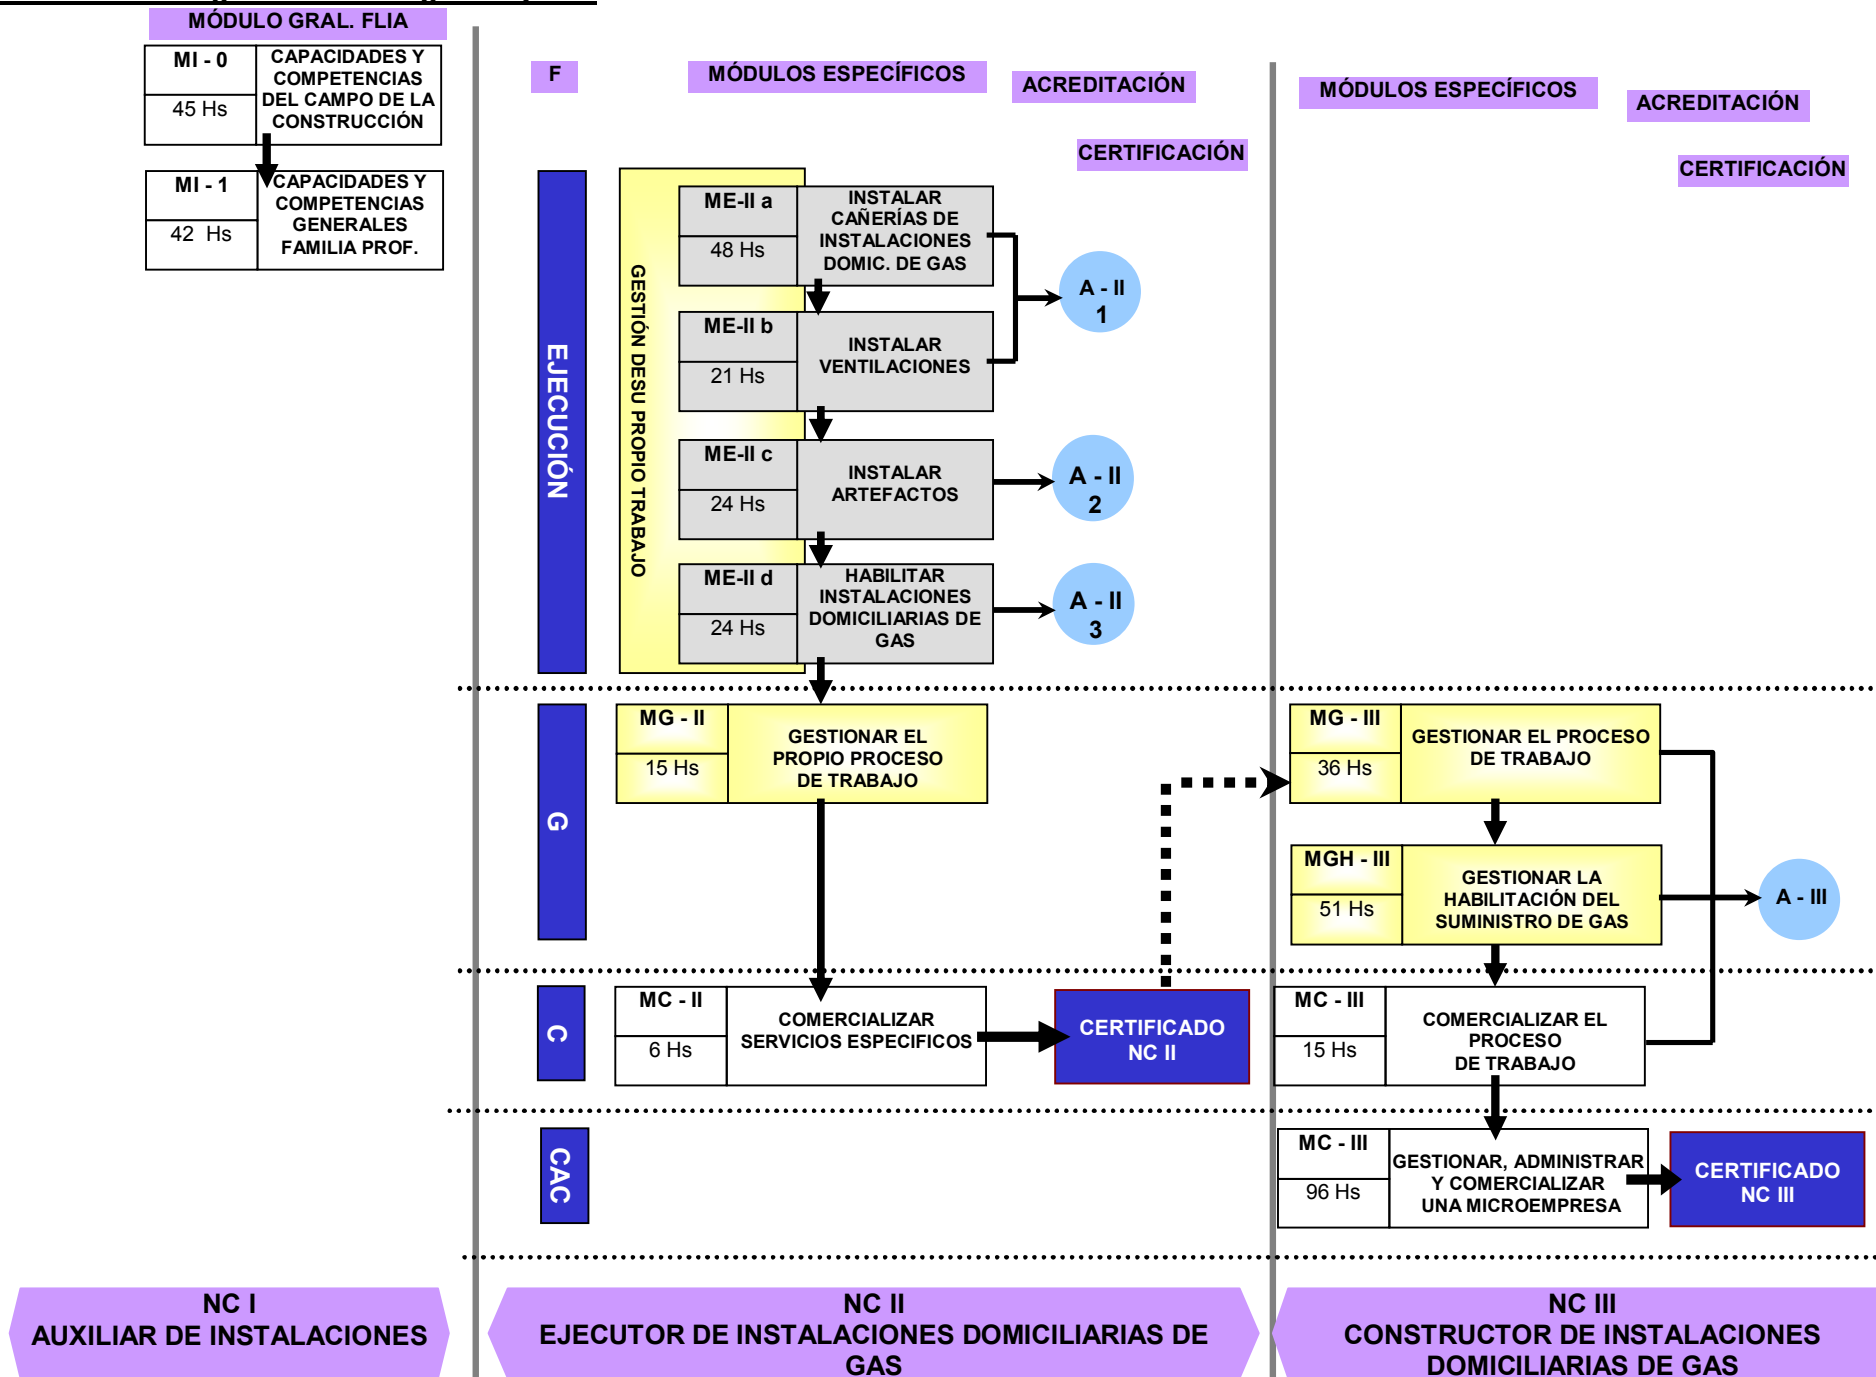 MÓDULO GRAL. FLIA
MI - 0
45 Hs
CAPACIDADES Y
COMPETENCIAS
DEL CAMPO DE LA
CONSTRUCCIÓN
MI - 1
42 Hs
CAPACIDADES Y
COMPETENCIAS
GENERALES
FAMILIA PROF.
F
MÓDULOS ESPECÍFICOS
ACREDITACIÓN
CERTIFICACIÓN
EJECUCIÓN
GESTIÓN DESU PROPIO TRABAJO
ME-II a
48 Hs
INSTALAR
CAÑERÍAS DE
INSTALACIONES
DOMIC. DE GAS
A - II
1
ME-II b
21 Hs
INSTALAR
VENTILACIONES
ME-II c
24 Hs
INSTALAR
ARTEFACTOS
A - II
2
ME-II d
24 Hs
HABILITAR
INSTALACIONES
DOMICILIARIAS DE
GAS
A - II
3
G
MG - II
15 Hs
GESTIONAR EL
PROPIO PROCESO
DE TRABAJO
C
MC - II
6 Hs
COMERCIALIZAR
SERVICIOS ESPECIFICOS
CERTIFICADO
NC II
CAC
MÓDULOS ESPECÍFICOS
ACREDITACIÓN
CERTIFICACIÓN
MG - III
36 Hs
GESTIONAR EL PROCESO
DE TRABAJO
MGH - III
51 Hs
GESTIONAR LA
HABILITACIÓN DEL
SUMINISTRO DE GAS
A - III
MC - III
15 Hs
COMERCIALIZAR EL
PROCESO
DE TRABAJO
MC - III
96 Hs
GESTIONAR, ADMINISTRAR
Y COMERCIALIZAR
UNA MICROEMPRESA
CERTIFICADO
NC III
NC I
AUXILIAR DE INSTALACIONES
NC II
EJECUTOR DE INSTALACIONES DOMICILIARIAS DE
GAS
NC III
CONSTRUCTOR DE INSTALACIONES
DOMICILIARIAS DE GAS